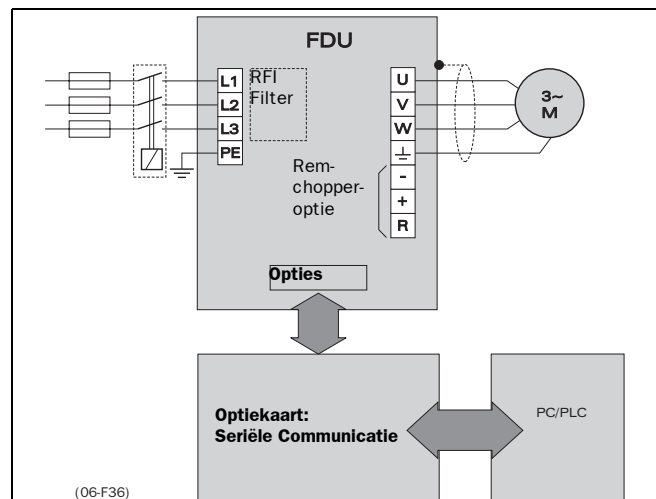 FDU
L1
L2
L3
PE
RFI
Filter
U
V
W
Rem-
chopper-
optie
-
+
R
3~
M
Opties
Optiekaart:
Seriële Communicatie
PC/PLC
(06-F36)